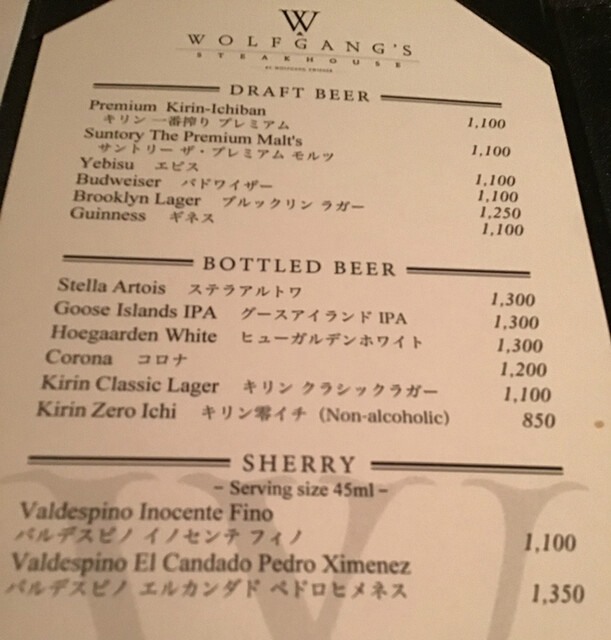 W
WOLFGANG'S
STEAKHOUSE
BY WOLFGANG ZWIENER
DRAFT BEER
Premium Kirin-Ichiban
キリン 一番搾り プレミアム 1,100
Suntory The Premium Malt's
サントリー ザ・プレミアム モルツ 1,100
Yebisu エビス 1,100
Budweiser バドワイザー 1,100
Brooklyn Lager ブルックリン ラガー 1,250
Guinness ギネス 1,100
BOTTLED BEER
Stella Artois ステラアルトワ 1,300
Goose Islands IPA グースアイランド IPA 1,300
Hoegaarden White ヒューガルデンホワイト 1,300
Corona コロナ 1,200
Kirin Classic Lager キリン クラシックラガー 1,100
Kirin Zero Ichi キリン零イチ (Non-alcoholic) 850
SHERRY
- Serving size 45ml -
Valdespino Inocente Fino
バルデスピノ イノセンテ フィノ 1,100
Valdespino El Candado Pedro Ximenez
バルデスピノ エルカンダド ペドロヒメネス 1,350